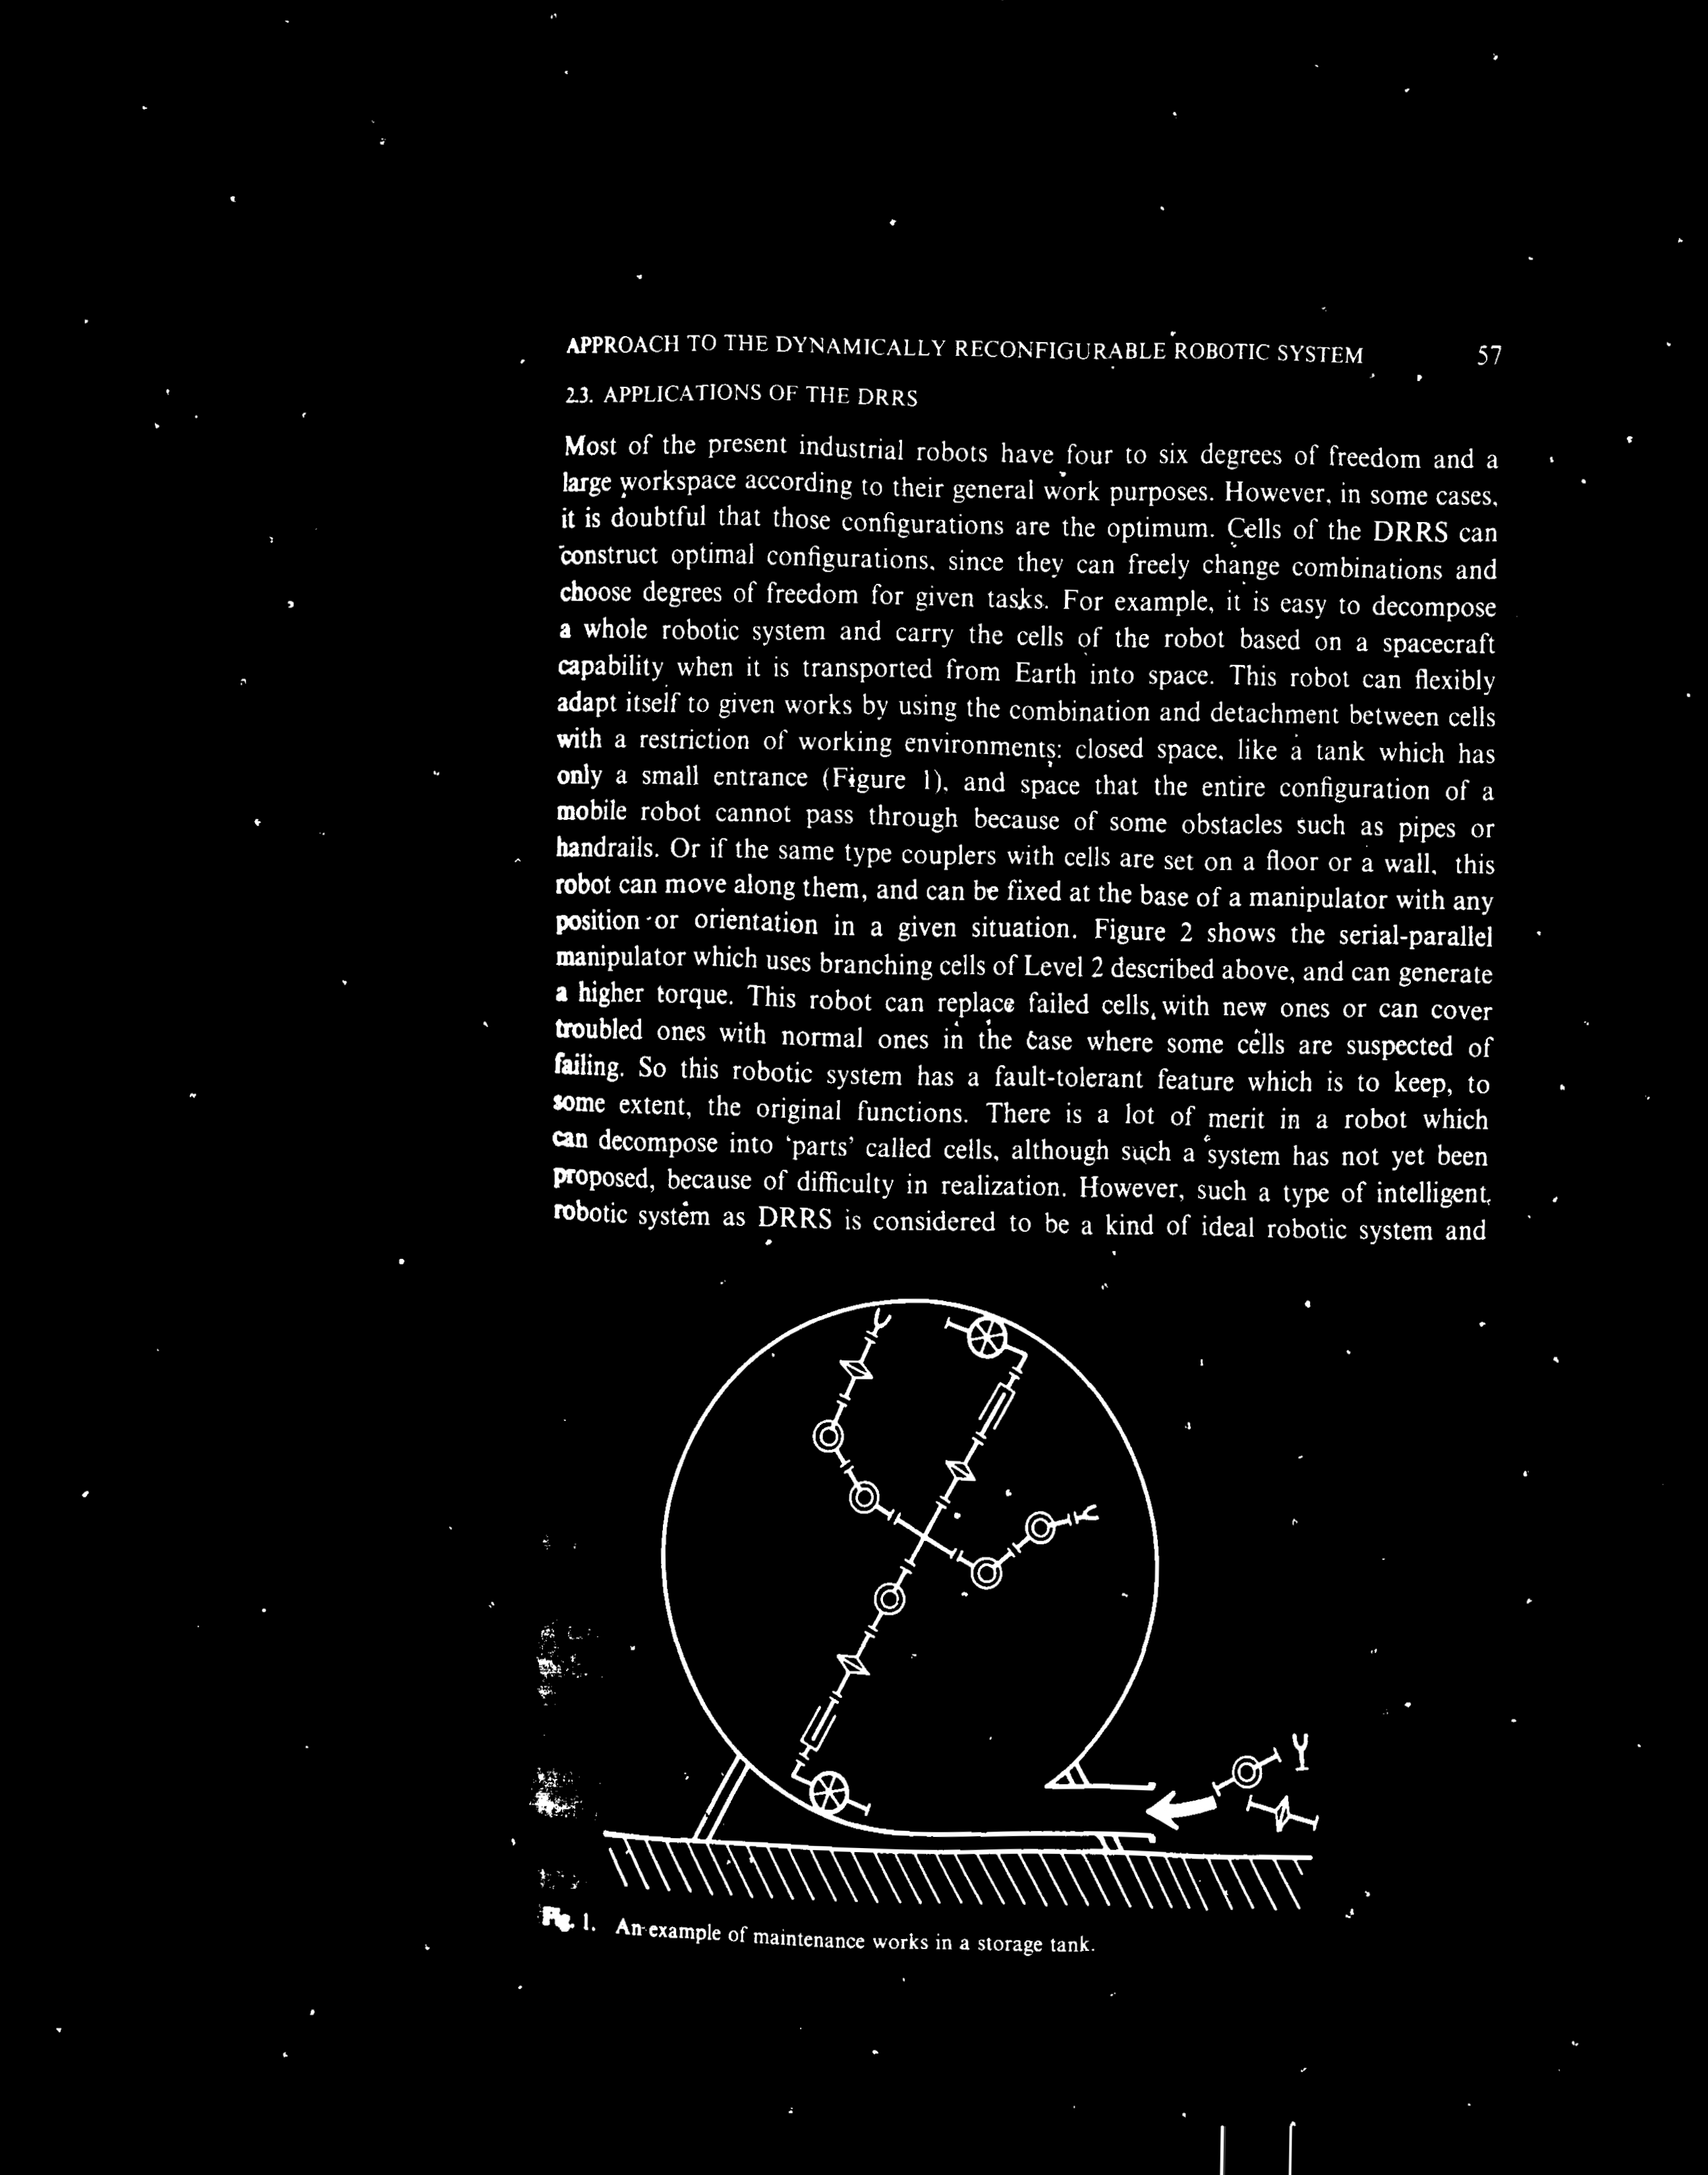 APPROACH TO THE DYNAMICALLY RECONFIGURABLE ROBOTIC SYSTEM 57
2.3. APPLICATIONS OF THE DRRS
Most of the present industrial robots have four to six degrees of freedom and a
large workspace according to their general work purposes. However, in some cases,
it is doubtful that those configurations are the optimum. Cells of the DRRS can
construct optimal configurations, since they can freely change combinations and
choose degrees of freedom for given tasks. For example, it is easy to decompose
a whole robotic system and carry the cells of the robot based on a spacecraft
capability when it is transported from Earth into space. This robot can flexibly
adapt itself to given works by using the combination and detachment between cells
with a restriction of working environments: closed space, like a tank which has
only a small entrance (Figure 1), and space that the entire configuration of a
mobile robot cannot pass through because of some obstacles such as pipes or
handrails. Or if the same type couplers with cells are set on a floor or a wall, this
robot can move along them, and can be fixed at the base of a manipulator with any
position or orientation in a given situation. Figure 2 shows the serial-parallel
manipulator which uses branching cells of Level 2 described above, and can generate
a higher torque. This robot can replace failed cells with new ones or can cover
troubled ones with normal ones in the case where some cells are suspected of
failing. So this robotic system has a fault-tolerant feature which is to keep, to
some extent, the original functions. There is a lot of merit in a robot which
can decompose into 'parts' called cells, although such a system has not yet been
proposed, because of difficulty in realization. However, such a type of intelligent
robotic system as DRRS is considered to be a kind of ideal robotic system and
Fig. 1. An example of maintenance works in a storage tank.